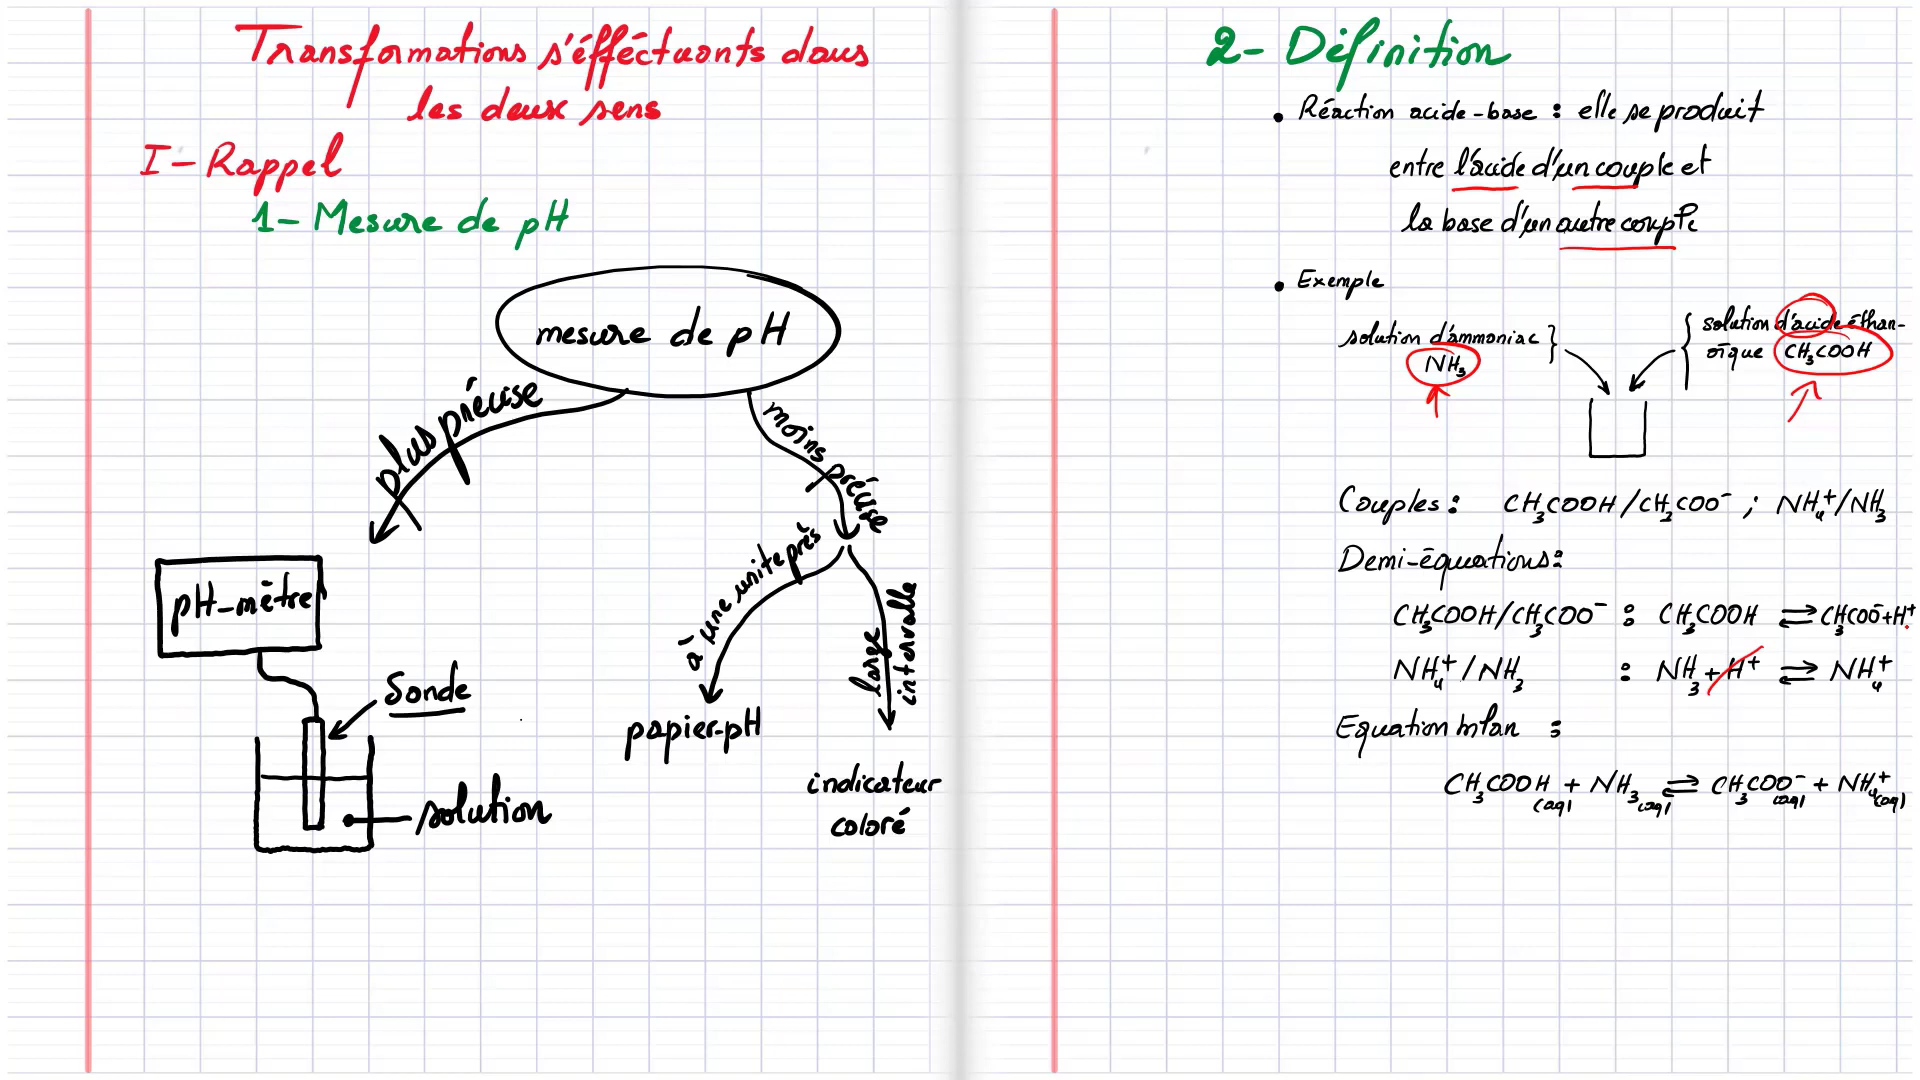 Transformations s'éfféctuants dans
les deux sens
I- Rappel
1- Mesure de pH
mesure de pH
plus précise
moins précise
à une unite près
large
intervalle
pH-mètre
Sonde
solution
papier-pH
indicateur
coloré
2- Définition
• Réaction acide-base : elle se produit
entre l'acide d'un couple et
la base d'un autre couple
• Exemple
solution d'ammoniac }
NH₃
{ solution d'acide éthan-
oïque CH₃COOH
Couples : CH₃COOH/CH₃COO⁻ ; NH₄⁺/NH₃
Demi-équations:
CH₃COOH/CH₃COO⁻ : CH₃COOH ⇌ CH₃COO⁻+H⁺
NH₄⁺/NH₃ : NH₃+H⁺ ⇌ NH₄⁺
Equation bilan :
CH₃COOH(aq) + NH₃(aq) ⇌ CH₃COO⁻(aq) + NH₄⁺(aq)